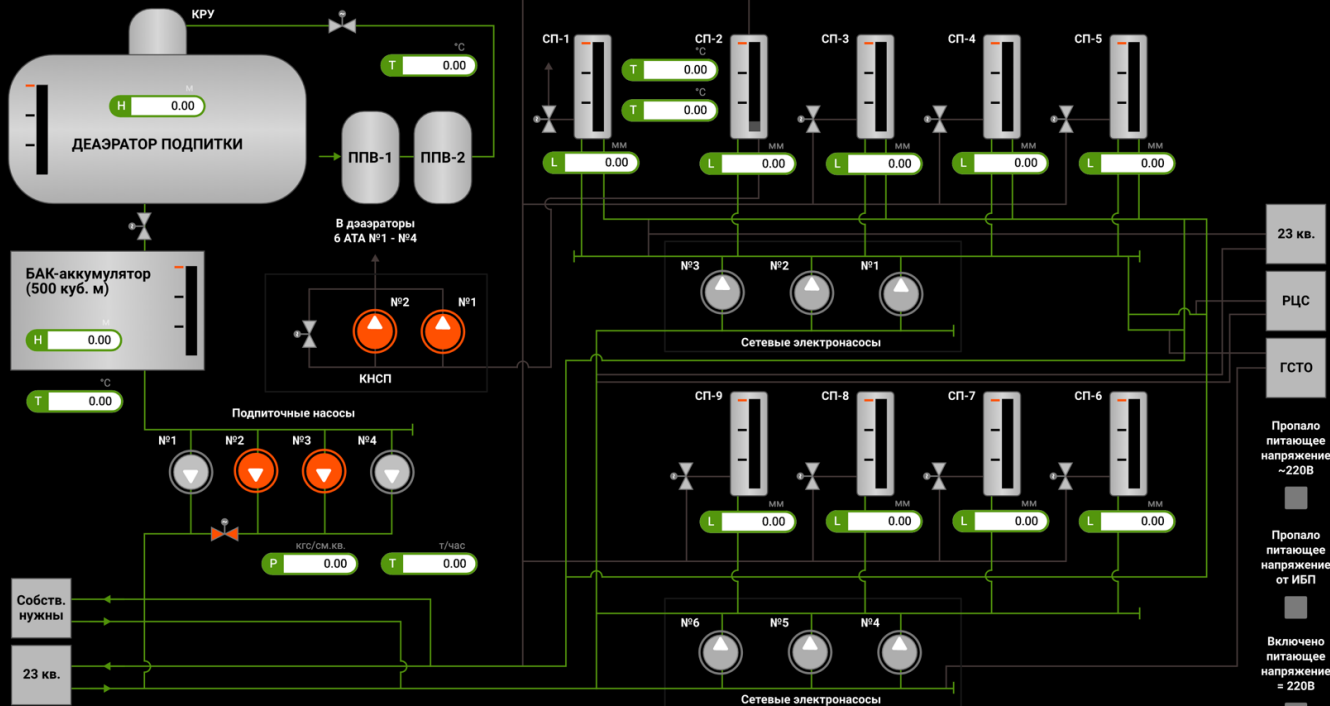 КРУ
°C
T 0.00
м
H 0.00
ДЕАЭРАТОР ПОДПИТКИ
ППВ-1
ППВ-2
СП-1
СП-2
СП-3
СП-4
СП-5
°C
T 0.00
°C
T 0.00
мм
L 0.00
мм
L 0.00
мм
L 0.00
мм
L 0.00
мм
L 0.00
В дэаэраторы
6 АТА №1 - №4
БАК-аккумулятор
(500 куб. м)
м
H 0.00
°C
T 0.00
№2
№1
КНСП
№3
№2
№1
Сетевые электронасосы
23 кв.
РЦС
ГСТО
Подпиточные насосы
№1
№2
№3
№4
кгс/см.кв.
P 0.00
т/час
T 0.00
СП-9
СП-8
СП-7
СП-6
мм
L 0.00
мм
L 0.00
мм
L 0.00
мм
L 0.00
Пропало
питающее
напряжение
~220В
Пропало
питающее
напряжение
от ИБП
Включено
питающее
напряжение
= 220В
Собств.
нужны
23 кв.
№6
№5
№4
Сетевые электронасосы